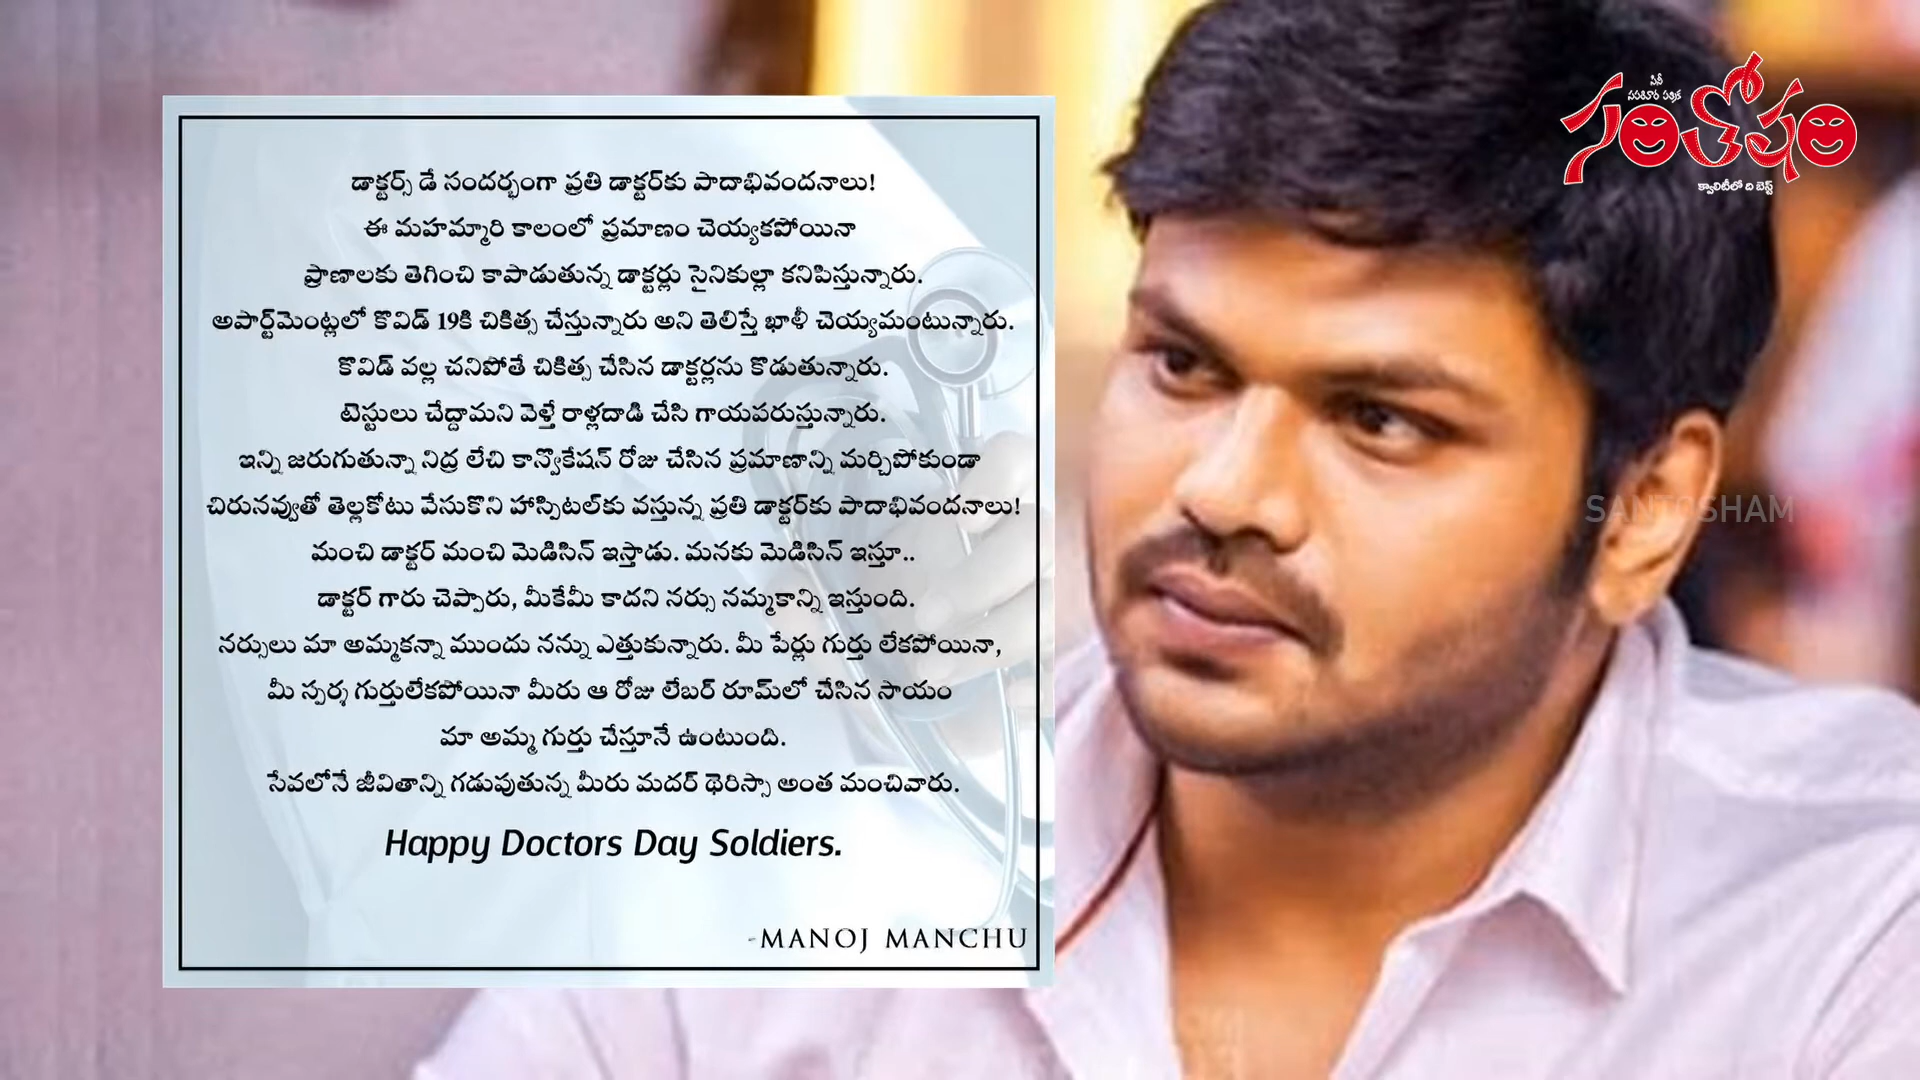 డాక్టర్స్ డే సందర్భంగా ప్రతి డాక్టర్‌కు పాదాభివందనాలు!
ఈ మహమ్మారి కాలంలో ప్రమాణం చెయ్యకపోయినా
ప్రాణాలకు తెగించి కాపాడుతున్న డాక్టర్లు సైనికుల్లా కనిపిస్తున్నారు.
అపార్ట్‌మెంట్లలో కొవిడ్ 19కి చికిత్స చేస్తున్నారు అని తెలిస్తే ఖాళీ చెయ్యమంటున్నారు.
కొవిడ్ వల్ల చనిపోతే చికిత్స చేసిన డాక్టర్లను కొడుతున్నారు.
టెస్టులు చేద్దామని వెళ్తే రాళ్లదాడి చేసి గాయపరుస్తున్నారు.
ఇన్ని జరుగుతున్నా నిద్ర లేచి కాన్వొకేషన్ రోజు చేసిన ప్రమాణాన్ని మర్చిపోకుండా
చిరునవ్వుతో తెల్లకోటు వేసుకొని హాస్పిటల్‌కు వస్తున్న ప్రతి డాక్టర్‌కు పాదాభివందనాలు!
మంచి డాక్టర్ మంచి మెడిసిన్ ఇస్తాడు. మనకు మెడిసిన్ ఇస్తూ..
డాక్టర్ గారు చెప్పారు, మీకేమీ కాదని నర్సు నమ్మకాన్ని ఇస్తుంది.
నర్సులు మా అమ్మకన్నా ముందు నన్ను ఎత్తుకున్నారు. మీ పేర్లు గుర్తు లేకపోయినా,
మీ స్పర్శ గుర్తులేకపోయినా మీరు ఆ రోజు లేబర్ రూమ్‌లో చేసిన సాయం
మా అమ్మ గుర్తు చేస్తూనే ఉంటుంది.
సేవలోనే జీవితాన్ని గడుపుతున్న మీరు మదర్ థెరిస్సా అంత మంచివారు.
Happy Doctors Day Soldiers.
-MANOJ MANCHU
సినీ
సపరివార పత్రిక
సంతోషం
క్వాలిటీలో ది బెస్ట్
SANTOSHAM